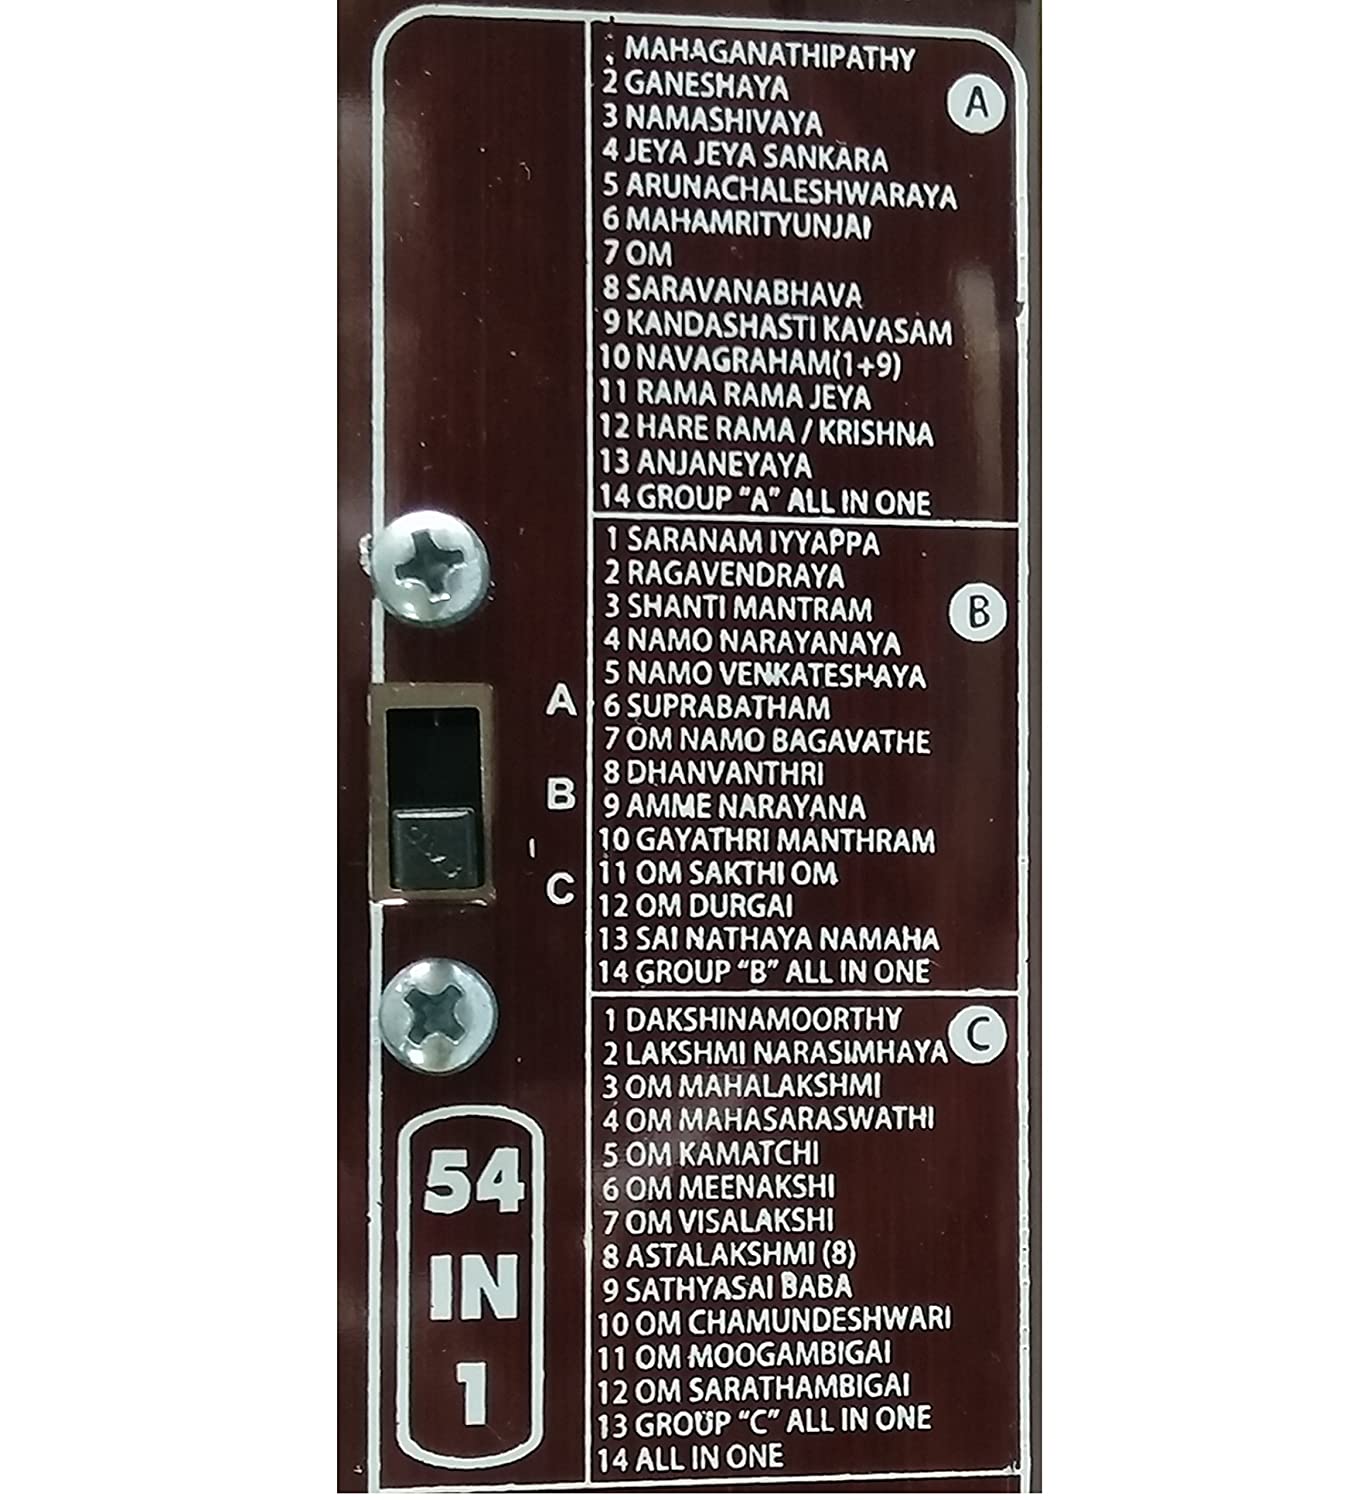 MAHAGANATHIPATHY
2 GANESHAYA
3 NAMASHIVAYA
4 JEYA JEYA SANKARA
5 ARUNACHALESHWARAYA
6 MAHAMRITYUNJAI
7 OM
8 SARAVANABHAVA
9 KANDASHASTI KAVASAM
10 NAVAGRAHAM(1+9)
11 RAMA RAMA JEYA
12 HARE RAMA / KRISHNA
13 ANJANEYAYA
14 GROUP "A" ALL IN ONE
A
1 SARANAM IYYAPPA
2 RAGAVENDRAYA
3 SHANTI MANTRAM
4 NAMO NARAYANAYA
5 NAMO VENKATESHAYA
6 SUPRABATHAM
7 OM NAMO BAGAVATHE
8 DHANVANTHRI
9 AMME NARAYANA
10 GAYATHRI MANTHRAM
11 OM SAKTHI OM
12 OM DURGAI
13 SAI NATHAYA NAMAHA
14 GROUP "B" ALL IN ONE
B
1 DAKSHINAMOORTHY
2 LAKSHMI NARASIMHAYA
3 OM MAHALAKSHMI
4 OM MAHASARASWATHI
5 OM KAMATCHI
6 OM MEENAKSHI
7 OM VISALAKSHI
8 ASTALAKSHMI (8)
9 SATHYASAI BABA
10 OM CHAMUNDESHWARI
11 OM MOOGAMBIGAI
12 OM SARATHAMBIGAI
13 GROUP "C" ALL IN ONE
14 ALL IN ONE
C
A
B
C
54
IN
1